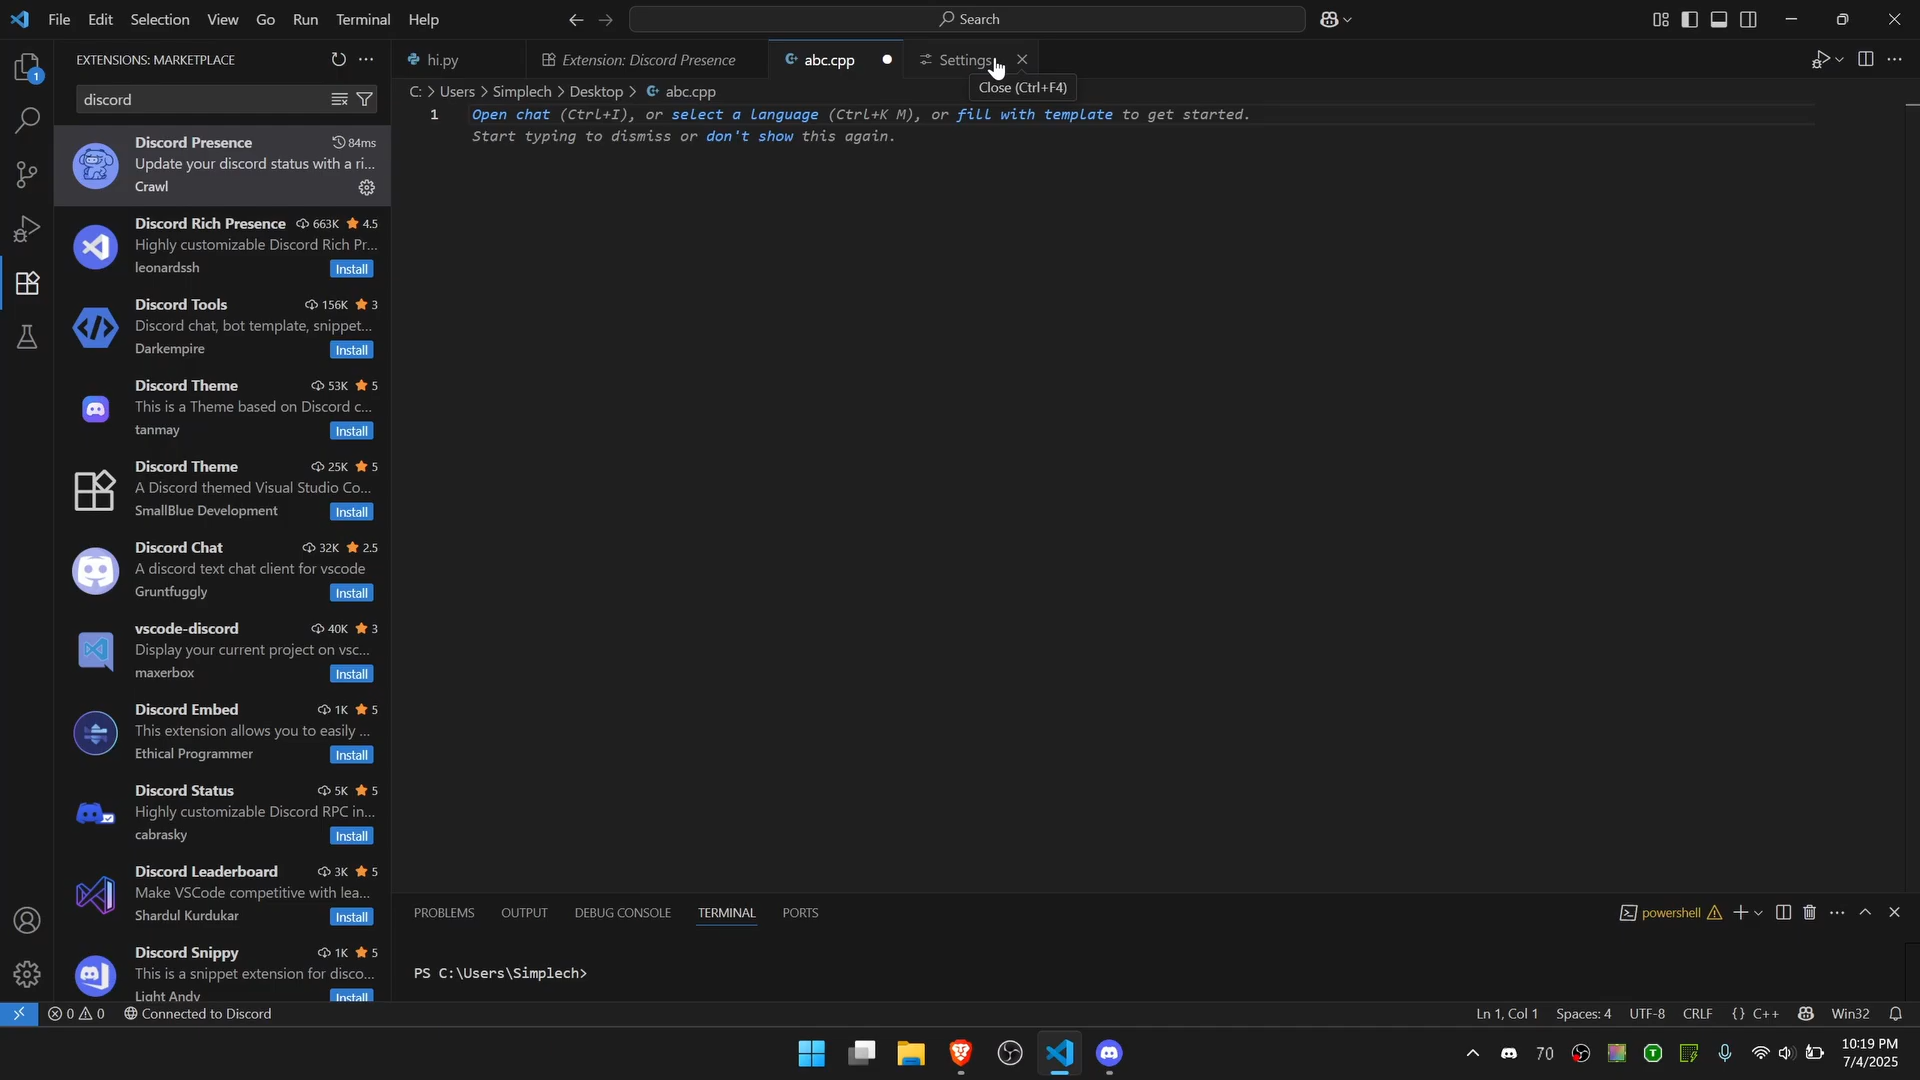 File Edit Selection View Go Run Terminal Help
Search
EXTENSIONS: MARKETPLACE
hi.py
Extension: Discord Presence
abc.cpp
Settings
Close (Ctrl+F4)
discord
C: > Users > Simplech > Desktop > abc.cpp
1
Open chat (Ctrl+I), or select a language (Ctrl+K M), or fill with template to get started.
Start typing to dismiss or don't show this again.
1
Discord Presence 84ms
Update your discord status with a ri...
Crawl
Discord Rich Presence 663K 4.5
Highly customizable Discord Rich Pr...
leonardssh Install
Discord Tools 156K 3
Discord chat, bot template, snippet...
Darkempire Install
Discord Theme 53K 5
This is a Theme based on Discord c...
tanmay Install
Discord Theme 25K 5
A Discord themed Visual Studio Co...
SmallBlue Development Install
Discord Chat 32K 2.5
A discord text chat client for vscode
Gruntfuggly Install
vscode-discord 40K 3
Display your current project on vsc...
maxerbox Install
Discord Embed 1K 5
This extension allows you to easily ...
Ethical Programmer Install
Discord Status 5K 5
Highly customizable Discord RPC in...
cabrasky Install
Discord Leaderboard 3K 5
Make VSCode competitive with lea...
Shardul Kurdukar Install
Discord Snippy 1K 5
This is a snippet extension for disco...
Light Andy Install
PROBLEMS OUTPUT DEBUG CONSOLE TERMINAL PORTS
powershell
PS C:\Users\Simplech>
0 0 Connected to Discord
Ln 1, Col 1 Spaces: 4 UTF-8 CRLF {} C++ Win32
70
10:19 PM
7/4/2025